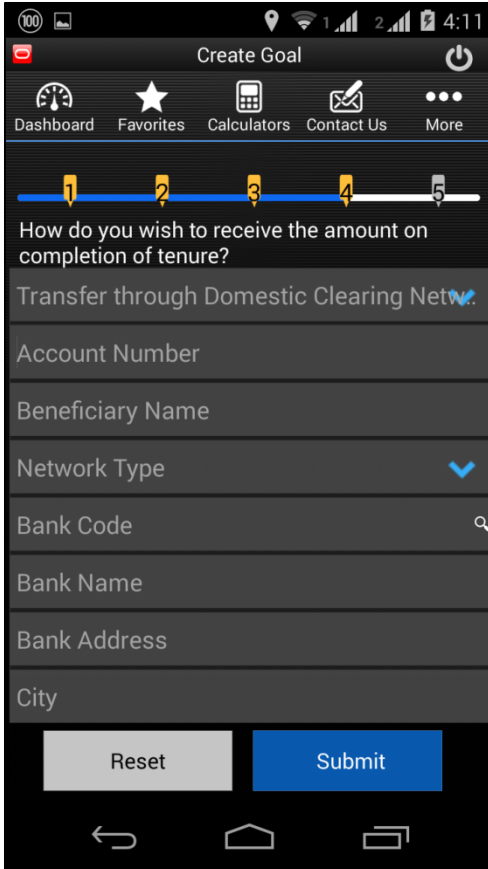 100
1
2
4:11
Create Goal
Dashboard Favorites Calculators Contact Us More
1 2 3 4 5
How do you wish to receive the amount on
completion of tenure?
Transfer through Domestic Clearing Netw..
Account Number
Beneficiary Name
Network Type
Bank Code
Bank Name
Bank Address
City
Reset Submit